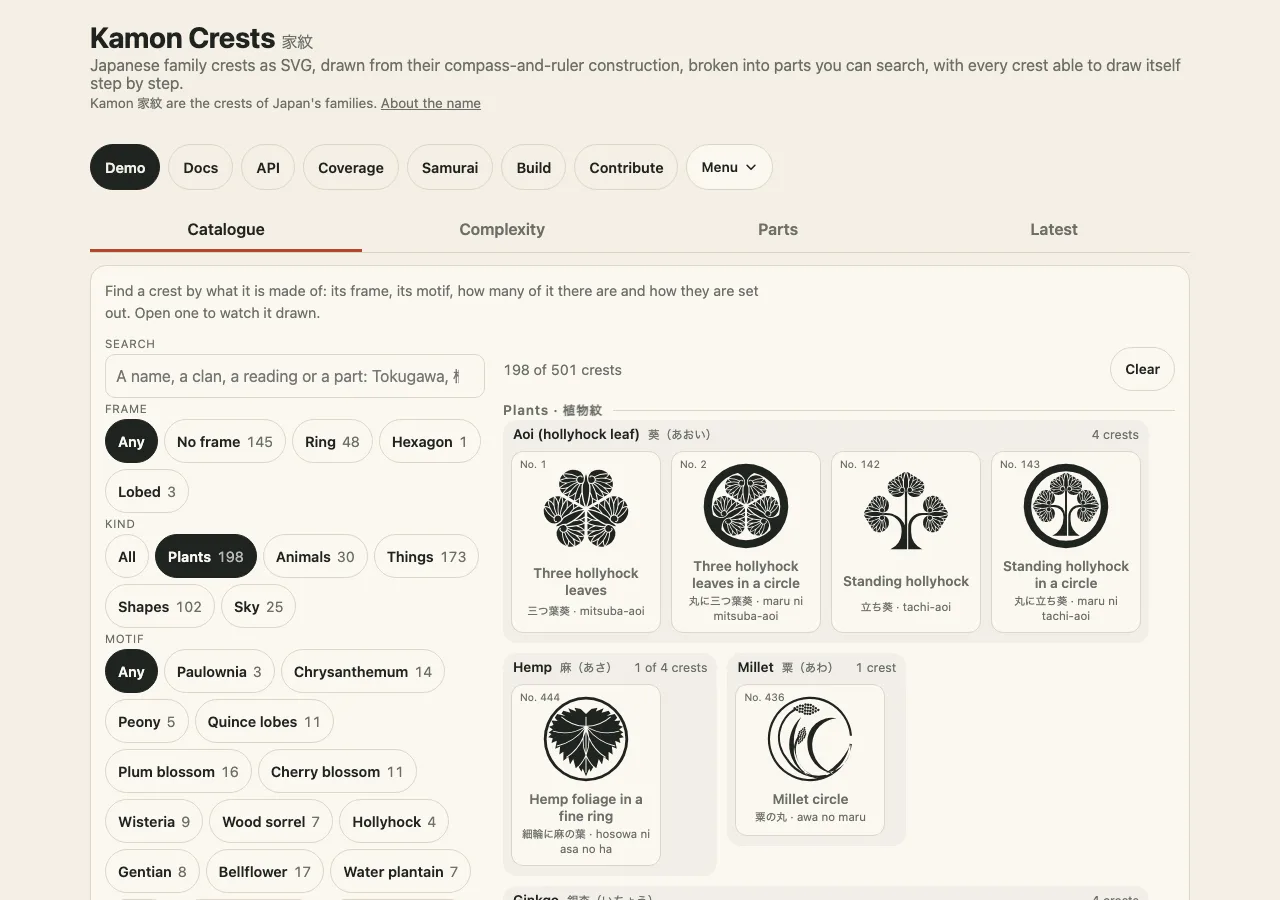 Kamon Crests 家紋
Japanese family crests as SVG, drawn from their compass-and-ruler construction, broken into parts you can search, with every crest able to draw itself
step by step.
Kamon 家紋 are the crests of Japan's families. About the name
Demo Docs API Coverage Samurai Build Contribute Menu
Catalogue Complexity Parts Latest
Find a crest by what it is made of: its frame, its motif, how many of it there are and how they are set
out. Open one to watch it drawn.
SEARCH
A name, a clan, a reading or a part: Tokugawa,
198 of 501 crests
Clear
FRAME
Any No frame 145 Ring 48 Hexagon 1
Lobed 3
KIND
All Plants 198 Animals 30 Things 173
Shapes 102 Sky 25
MOTIF
Any Paulownia 3 Chrysanthemum 14
Peony 5 Quince lobes 11
Plum blossom 16 Cherry blossom 11
Wisteria 9 Wood sorrel 7 Hollyhock 4
Gentian 8 Bellflower 17 Water plantain 7
Plants · 植物紋
Aoi (hollyhock leaf) 葵（あおい） 4 crests
No. 1
Three hollyhock
leaves
三つ葉葵 · mitsuba-aoi
No. 2
Three hollyhock
leaves in a circle
丸に三つ葉葵 · maru ni
mitsuba-aoi
No. 142
Standing hollyhock
立ち葵 · tachi-aoi
No. 143
Standing hollyhock
in a circle
丸に立ち葵 · maru ni
tachi-aoi
Hemp 麻（あさ） 1 of 4 crests
No. 444
Hemp foliage in a
fine ring
細輪に麻の葉 · hosowa ni
asa no ha
Millet 粟（あわ） 1 crest
No. 436
Millet circle
粟の丸 · awa no maru
Ginkgo 銀杏（いちょう） 4 crests